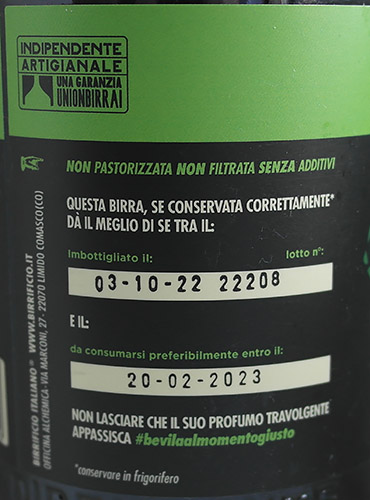 INDIPENDENTE
ARTIGIANALE
UNA GARANZIA
UNIONBIRRAI
NON PASTORIZZATA NON FILTRATA SENZA ADDITIVI
QUESTA BIRRA, SE CONSERVATA CORRETTAMENTE*
DÀ IL MEGLIO DI SE TRA IL:
Imbottigliato il: lotto n°:
03-10-22 22208
E IL:
da consumarsi preferibilmente entro il:
20-02-2023
NON LASCIARE CHE IL SUO PROFUMO TRAVOLGENTE
APPASSISCA #bevilaalmomentogiusto
*conservare in frigorifero
BIRRIFICIO ITALIANO® WWW.BIRRIFICIO.IT
OFFICINA ALCHEMICA - VIA MARCONI, 27 - 22070 LIMIDO COMASCO(CO)